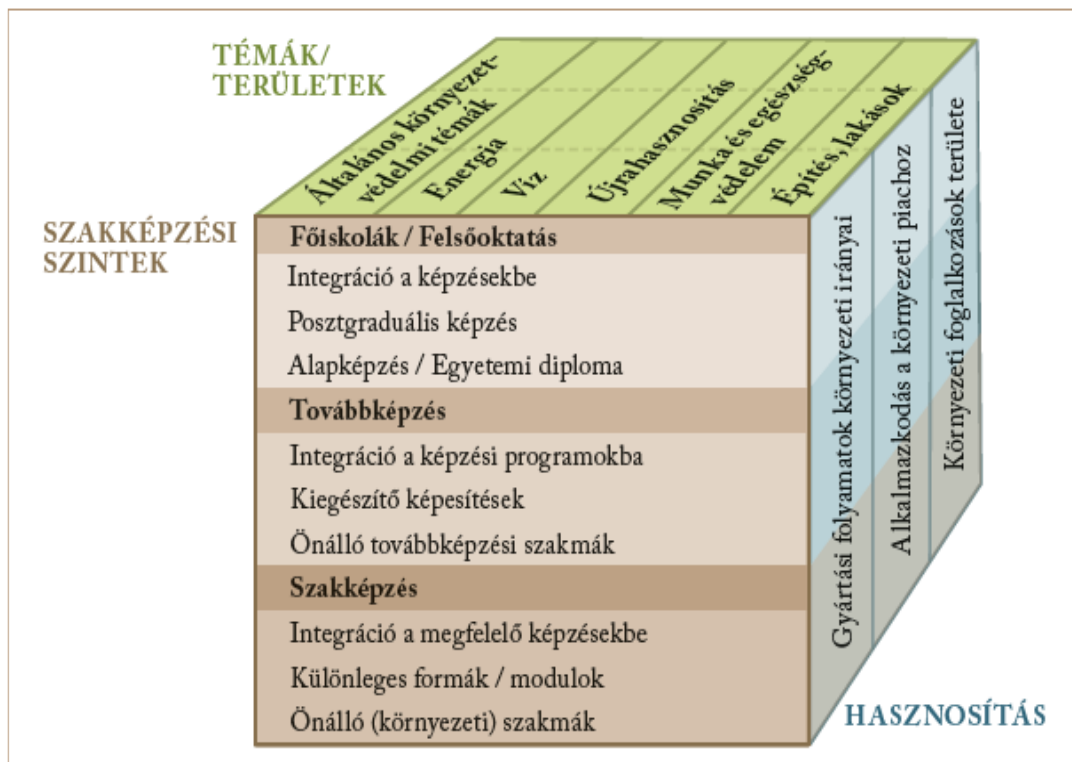 TÉMÁK/
TERÜLETEK
Általános környezet-
védelmi témák
Energia
Víz
Újrahasznosítás
Munka és egészség-
védelem
Építés, lakások
SZAKKÉPZÉSI
SZINTEK
Főiskolák / Felsőoktatás
Integráció a képzésekbe
Posztgraduális képzés
Alapképzés / Egyetemi diploma
Továbbképzés
Integráció a képzési programokba
Kiegészítő képesítések
Önálló továbbképzési szakmák
Szakképzés
Integráció a megfelelő képzésekbe
Különleges formák / modulok
Önálló (környezeti) szakmák
Gyártási folyamatok környezeti irányai
Alkalmazkodás a környezeti piachoz
Környezeti foglalkozások területe
HASZNOSÍTÁS